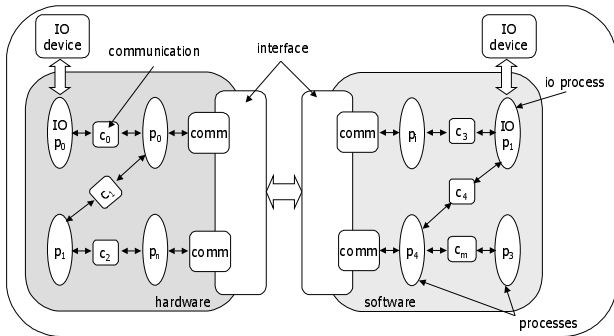 IO
device
communication
interface
IO
device
io process
IO
p0
c0
p0
comm
comm
pi
c3
IO
p1
c1
c4
p1
c2
pn
comm
comm
p4
cm
p3
hardware
software
processes